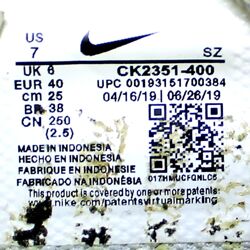 US
7 SZ
UK 6 CK2351-400
EUR 40 UPC 00193151700384
cm 25 04/16/19 06/26/19
BR 38
CN 250
(2.5)
MADE IN INDONESIA
HECHO EN INDONESIA
FABRIQUE EN INDONESIE
FABRICADO NA INDONÉSIA 017HMUCFQNLC5
This product is covered by one or more patents:
www.nike.com/patentsvirtualmarking